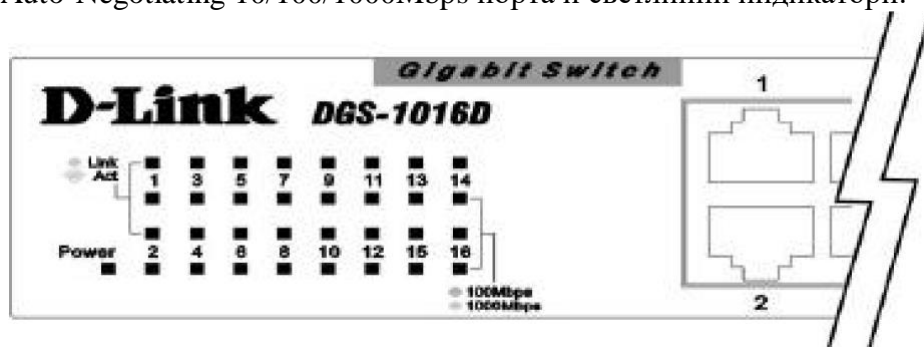 Auto-Negotiating 10/100/1000Mbps порта и светлинни индикатори.
Gigabit Switch
D-Link DGS-1016D
1
Link
Act
1 3 5 7 9 11 13 14
Power 2 4 6 8 10 12 15 16
100Mbps
1000Mbps
2